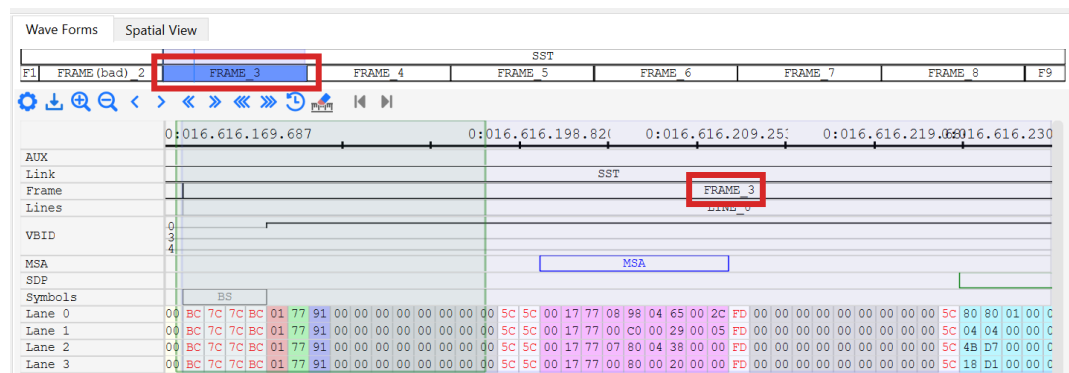 Wave Forms Spatial View
SST
F1 FRAME(bad)_2 FRAME_3 FRAME_4 FRAME_5 FRAME_6 FRAME_7 FRAME_8 F9
0:016.616.169.687 0:016.616.198.82 0:016.616.209.25 0:016.616.219. 0:016.616.230
AUX
Link SST
Frame FRAME_3
Lines LINE_0
VBID 0 3 4
MSA MSA
SDP
Symbols BS
Lane 0 00 BC 7C 7C BC 01 77 91 00 00 00 00 00 00 00 00 5C 5C 00 17 77 08 98 04 65 00 2C FD 00 00 00 00 00 00 00 00 00 5C 80 80 01 00
Lane 1 00 BC 7C 7C BC 01 77 91 00 00 00 00 00 00 00 00 5C 5C 00 17 77 00 C0 00 29 00 05 FD 00 00 00 00 00 00 00 00 00 5C 04 04 00 00
Lane 2 00 BC 7C 7C BC 01 77 91 00 00 00 00 00 00 00 00 5C 5C 00 17 77 07 80 04 38 00 00 FD 00 00 00 00 00 00 00 00 00 5C 4B D7 00 00
Lane 3 00 BC 7C 7C BC 01 77 91 00 00 00 00 00 00 00 00 5C 5C 00 17 77 00 80 00 20 00 00 FD 00 00 00 00 00 00 00 00 00 5C 18 D1 00 00